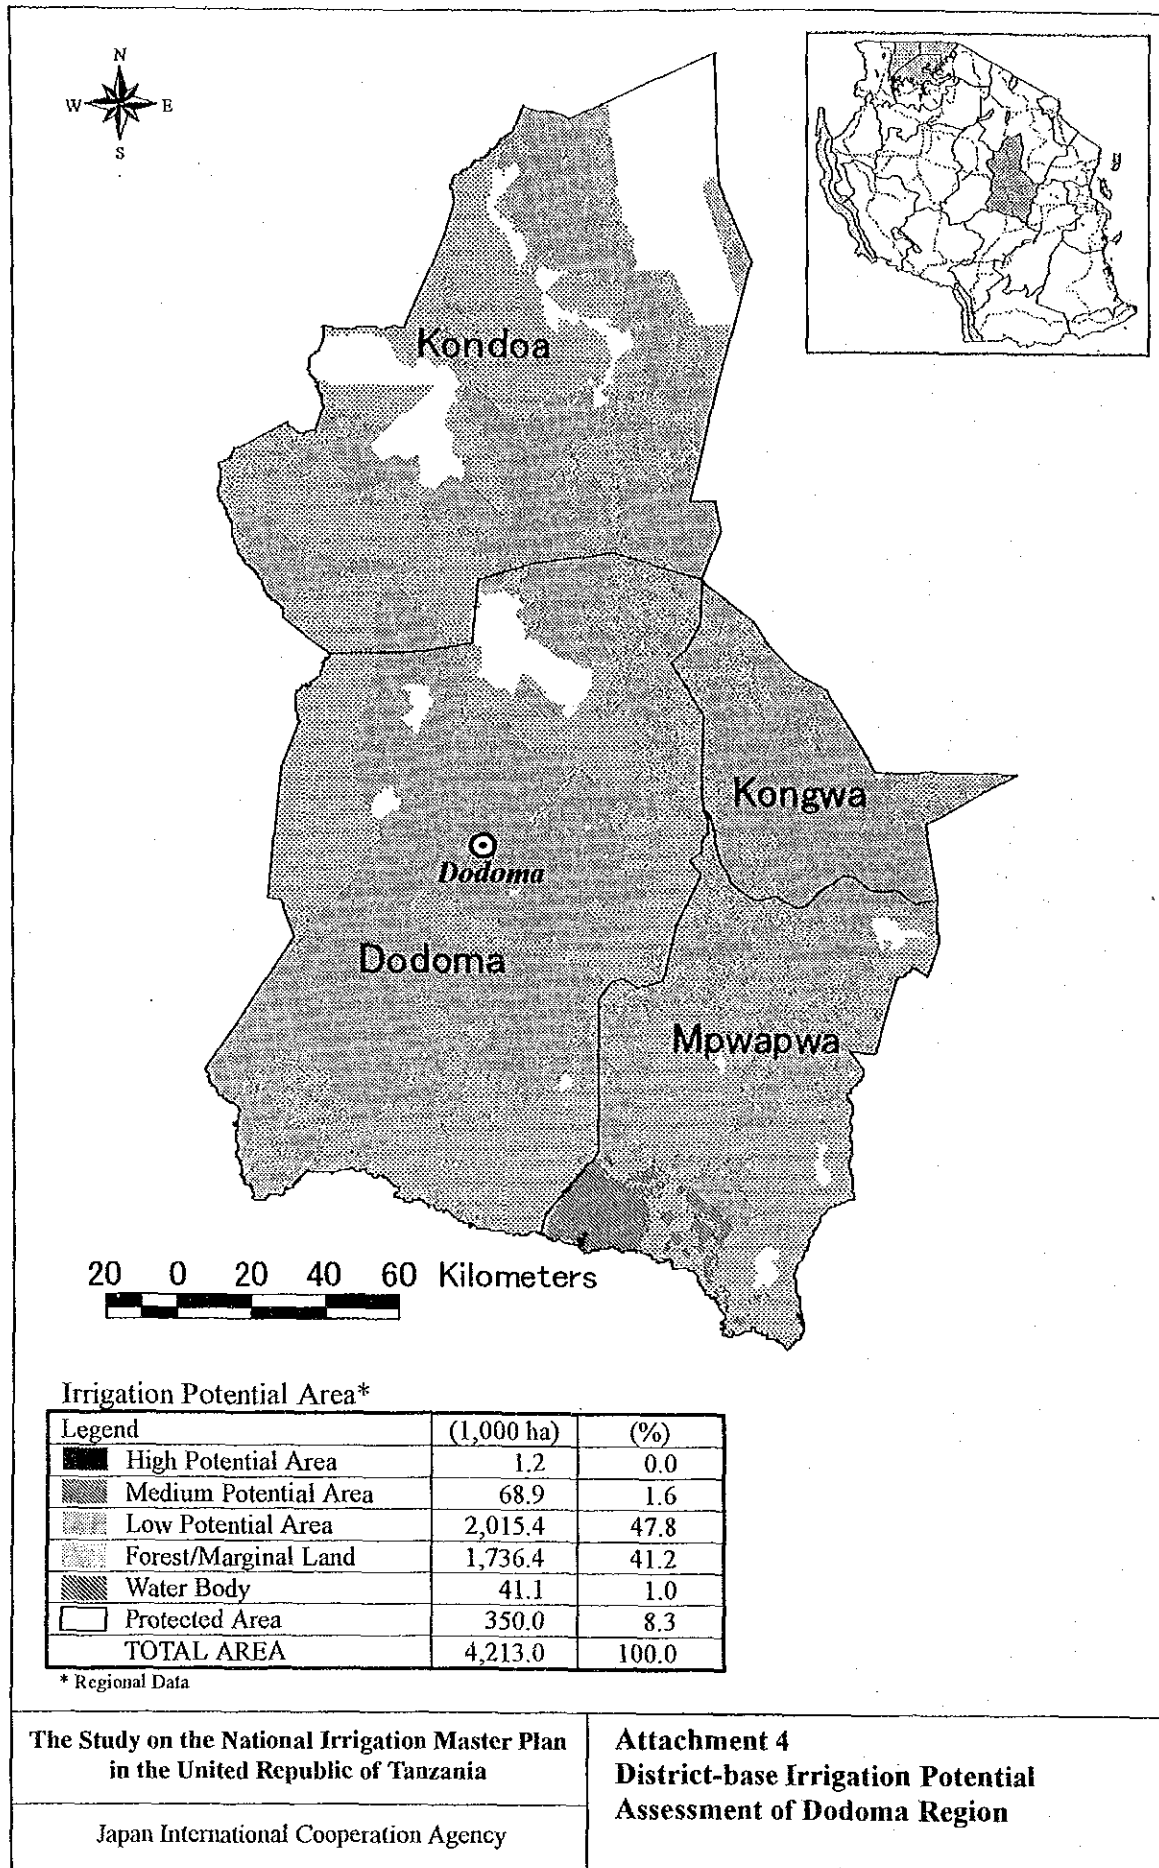 N
W E
S
Kondoa
Kongwa
Dodoma
Dodoma
Mpwapwa
20 0 20 40 60 Kilometers
Irrigation Potential Area*
Legend (1,000 ha) (%)
High Potential Area 1.2 0.0
Medium Potential Area 68.9 1.6
Low Potential Area 2,015.4 47.8
Forest/Marginal Land 1,736.4 41.2
Water Body 41.1 1.0
Protected Area 350.0 8.3
TOTAL AREA 4,213.0 100.0
* Regional Data
The Study on the National Irrigation Master Plan
in the United Republic of Tanzania
Japan International Cooperation Agency
Attachment 4
District-base Irrigation Potential
Assessment of Dodoma Region